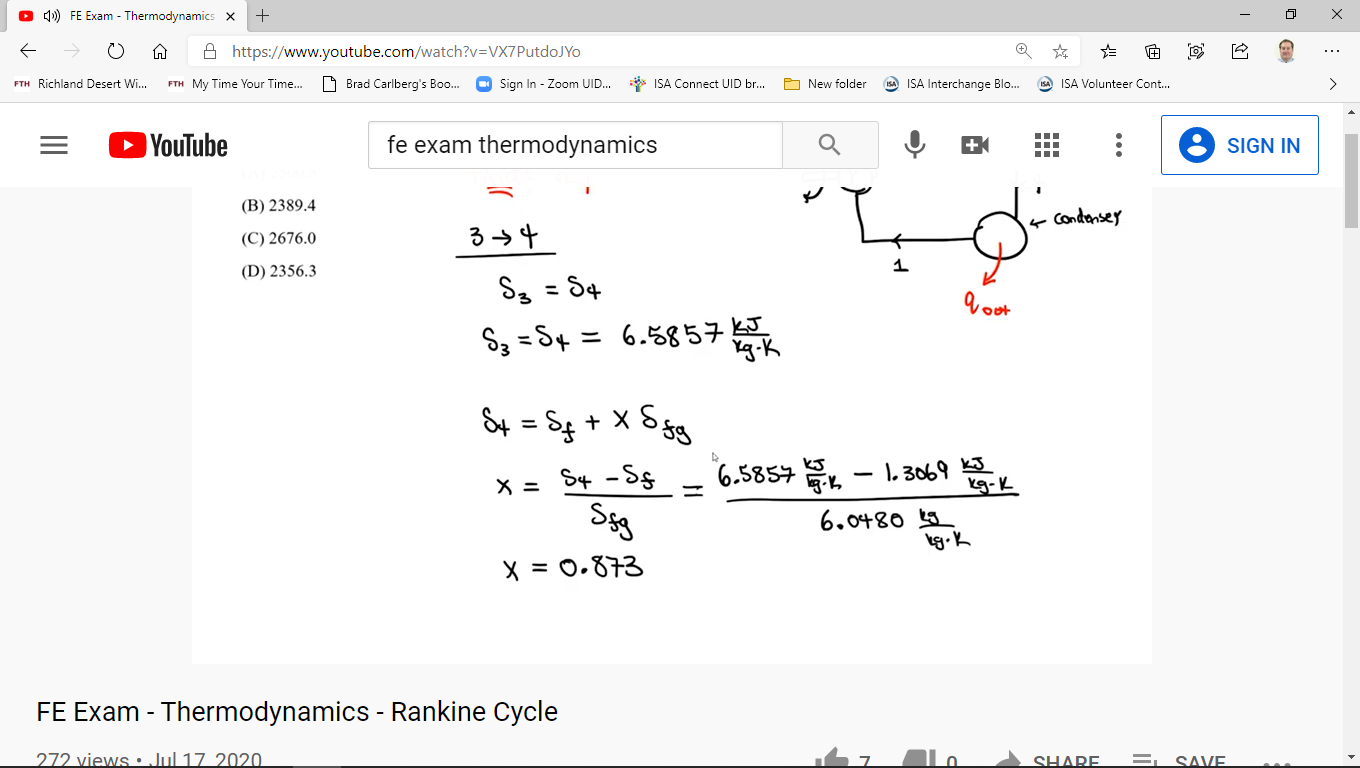 FE Exam - Thermodynamics
https://www.youtube.com/watch?v=VX7PutdoJYo
FTH Richland Desert Wi... FTH My Time Your Time... Brad Carlberg's Boo... Sign In - Zoom UID... ISA Connect UID br... New folder ISA Interchange Blo... ISA Volunteer Cont...
YouTube
fe exam thermodynamics
SIGN IN
(B) 2389.4
(C) 2676.0
(D) 2356.3
condenser
1
q out
3 → 4
S3 = S4
S3 = S4 = 6.5857 kJ/kg·K
S4 = Sf + x Sfg
x = (S4 - Sf)/Sfg = (6.5857 kJ/kg·K - 1.3069 kJ/kg·K)/(6.0480 kg/kg·K)
x = 0.873
FE Exam - Thermodynamics - Rankine Cycle
272 views • Jul 17, 2020
7
0
SHARE
SAVE